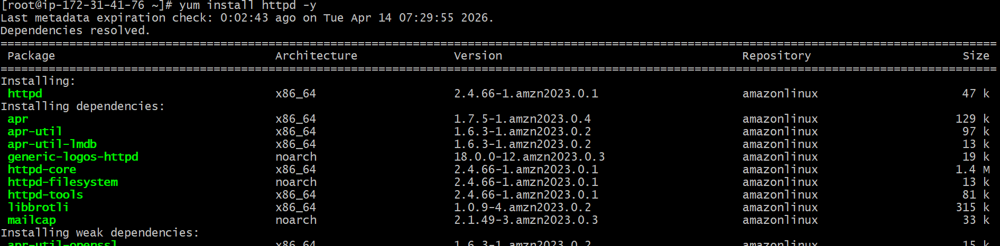 [root@ip-172-31-41-76 ~]# yum install httpd -y
Last metadata expiration check: 0:02:43 ago on Tue Apr 14 07:29:55 2026.
Dependencies resolved.
================================================================================================================================================
Package Architecture Version Repository Size
================================================================================================================================================
Installing:
httpd x86_64 2.4.66-1.amzn2023.0.1 amazonlinux 47 k
Installing dependencies:
apr x86_64 1.7.5-1.amzn2023.0.4 amazonlinux 129 k
apr-util x86_64 1.6.3-1.amzn2023.0.2 amazonlinux 97 k
apr-util-lmdb x86_64 1.6.3-1.amzn2023.0.2 amazonlinux 13 k
generic-logos-httpd noarch 18.0.0-12.amzn2023.0.3 amazonlinux 19 k
httpd-core x86_64 2.4.66-1.amzn2023.0.1 amazonlinux 1.4 M
httpd-filesystem noarch 2.4.66-1.amzn2023.0.1 amazonlinux 13 k
httpd-tools x86_64 2.4.66-1.amzn2023.0.1 amazonlinux 81 k
libbrotli x86_64 1.0.9-4.amzn2023.0.2 amazonlinux 315 k
mailcap noarch 2.1.49-3.amzn2023.0.3 amazonlinux 33 k
Installing weak dependencies:
apr-util-openssl x86_64 1.6.3-1.amzn2023.0.2 amazonlinux 15 k